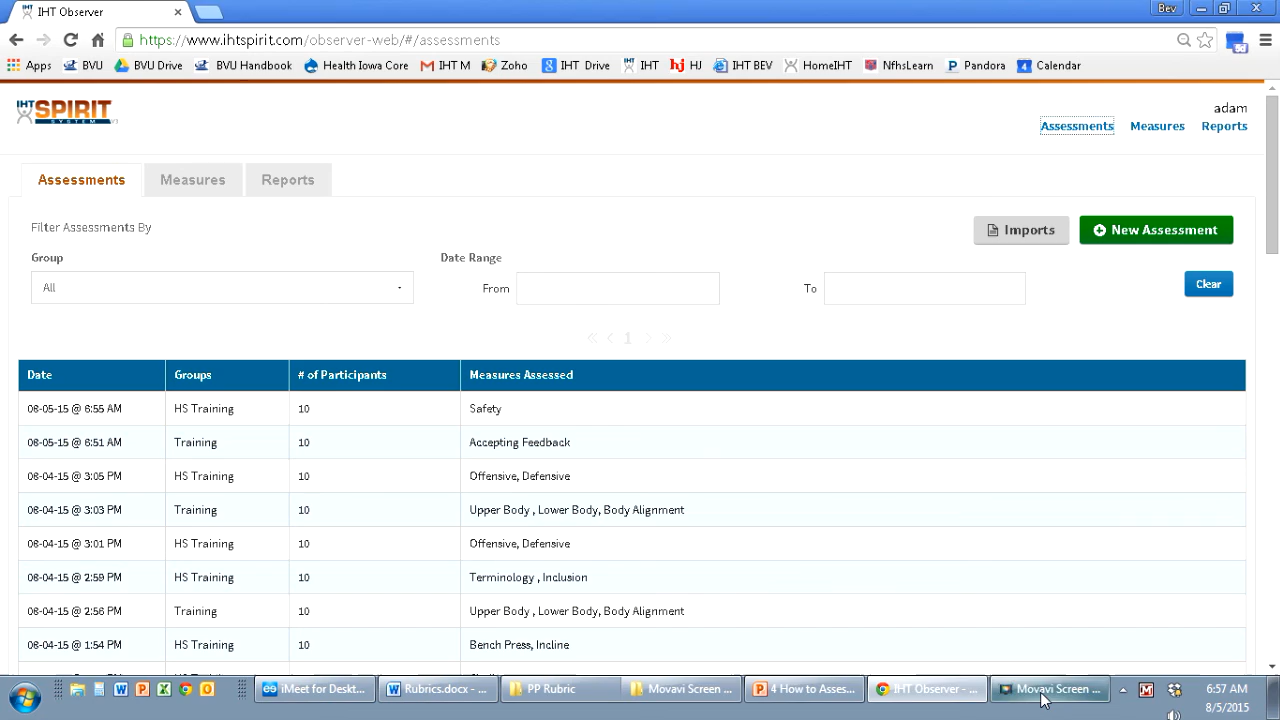 IHT Observer
Bev
https://www.ihtspirit.com/observer-web/#/assessments
Apps BVU BVU Drive BVU Handbook Health Iowa Core IHT M Zoho IHT Drive IHT HJ IHT BEV HomeIHT NfhsLearn Pandora Calendar
IHT SPIRIT
SYSTEM
adam
Assessments Measures Reports
Assessments Measures Reports
Filter Assessments By
Imports New Assessment
Group Date Range
All From To Clear
« ‹ 1 › »
Date Groups # of Participants Measures Assessed
08-05-15 @ 6:55 AM HS Training 10 Safety
08-05-15 @ 6:51 AM Training 10 Accepting Feedback
08-04-15 @ 3:05 PM HS Training 10 Offensive, Defensive
08-04-15 @ 3:03 PM Training 10 Upper Body , Lower Body, Body Alignment
08-04-15 @ 3:01 PM HS Training 10 Offensive, Defensive
08-04-15 @ 2:59 PM HS Training 10 Terminology , Inclusion
08-04-15 @ 2:56 PM Training 10 Upper Body , Lower Body, Body Alignment
08-04-15 @ 1:54 PM HS Training 10 Bench Press, Incline
iMeet for Deskt... Rubrics.docx - ... PP Rubric Movavi Screen ... 4 How to Asses... IHT Observer - ... Movavi Screen ... 6:57 AM
8/5/2015